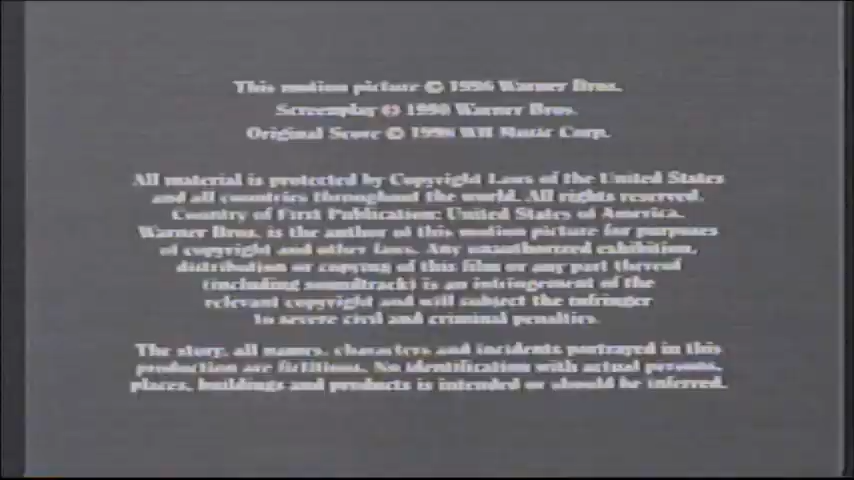 This motion picture © 1996 Warner Bros.
Screenplay © Warner Bros.
Original Score © 1996 WB Music Corp.
All material is protected by Copyright Laws of the United States
and all countries throughout the world. All rights reserved.
Country of First Publication: United States of America.
Warner Bros. is the author of this motion picture for purposes
of copyright and other laws. Any unauthorized exhibition,
distribution or copying of this film or any part thereof
(including soundtrack) is an infringement of the
relevant copyright and will subject the infringer
to severe civil and criminal penalties.
The story, all names, characters and incidents portrayed in this
production are fictitious. No identification with actual persons,
places, buildings and products is intended or should be inferred.